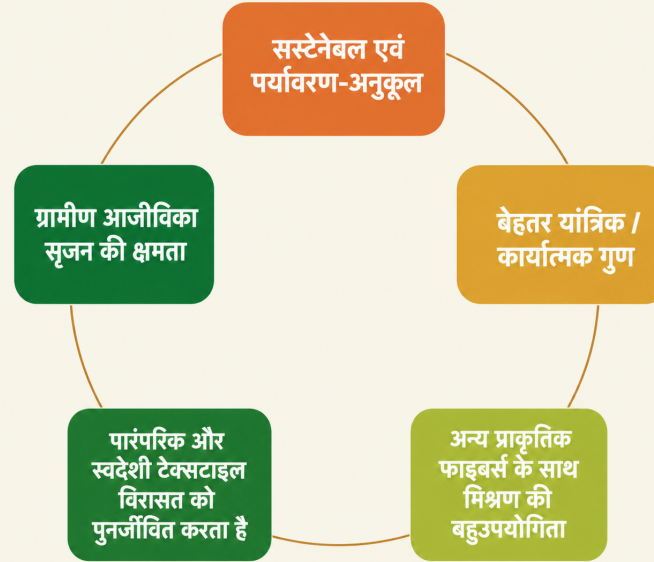 सस्टेनेबल एवं
पर्यावरण-अनुकूल
बेहतर यांत्रिक /
कार्यात्मक गुण
अन्य प्राकृतिक
फाइबर्स के साथ
मिश्रण की
बहुउपयोगिता
पारंपरिक और
स्वदेशी टेक्सटाइल
विरासत को
पुनर्जीवित करता है
ग्रामीण आजीविका
सृजन की क्षमता